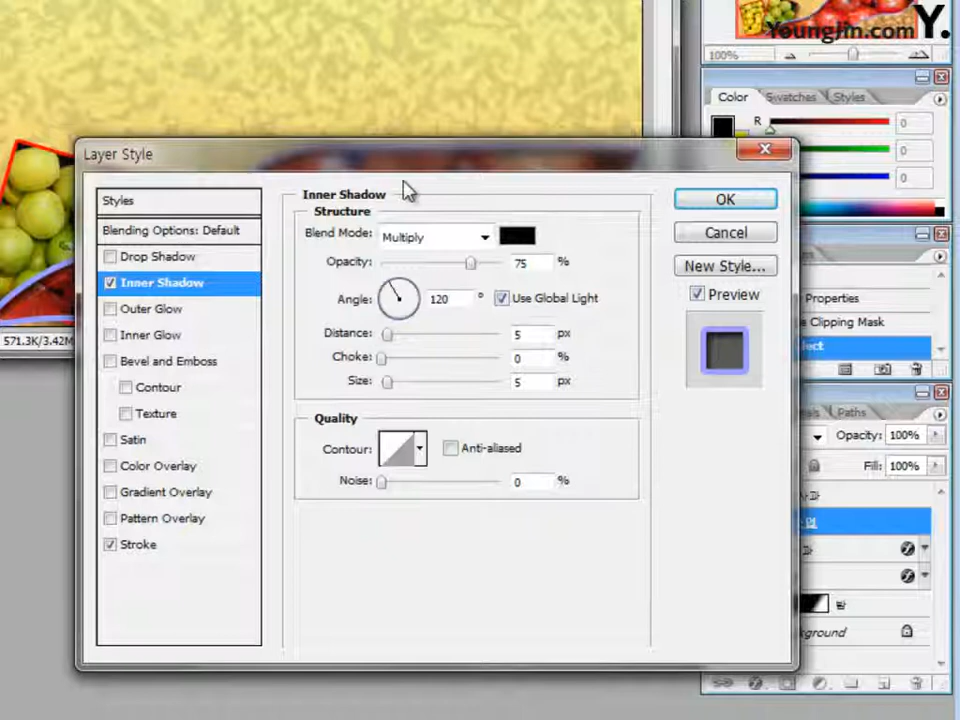 YoungJin.com Y.
100%
Color Swatches Styles
R 0
0
0
Layer Style
Styles
Blending Options: Default
Drop Shadow
Inner Shadow
Outer Glow
Inner Glow
Bevel and Emboss
Contour
Texture
Satin
Color Overlay
Gradient Overlay
Pattern Overlay
Stroke
Inner Shadow
Structure
Blend Mode: Multiply
Opacity: 75 %
Angle: 120 ° Use Global Light
Distance: 5 px
Choke: 0 %
Size: 5 px
Quality
Contour: Anti-aliased
Noise: 0 %
OK
Cancel
New Style...
Preview
571.3K/3.42M
Properties
Clipping Mask
Paths
Opacity: 100%
Fill: 100%